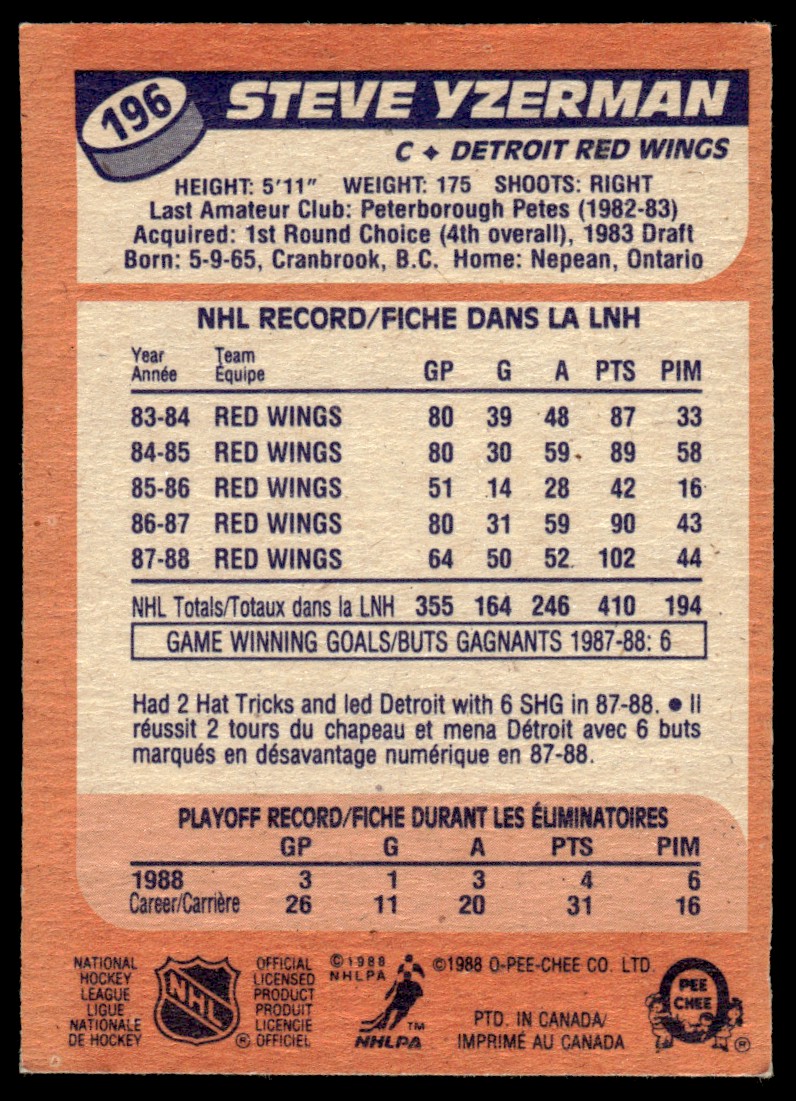 196
STEVE YZERMAN
C ✦ DETROIT RED WINGS
HEIGHT: 5'11" WEIGHT: 175 SHOOTS: RIGHT
Last Amateur Club: Peterborough Petes (1982-83)
Acquired: 1st Round Choice (4th overall), 1983 Draft
Born: 5-9-65, Cranbrook, B.C. Home: Nepean, Ontario
NHL RECORD/FICHE DANS LA LNH
Year Team
Année Équipe GP G A PTS PIM
83-84 RED WINGS 80 39 48 87 33
84-85 RED WINGS 80 30 59 89 58
85-86 RED WINGS 51 14 28 42 16
86-87 RED WINGS 80 31 59 90 43
87-88 RED WINGS 64 50 52 102 44
NHL Totals/Totaux dans la LNH 355 164 246 410 194
GAME WINNING GOALS/BUTS GAGNANTS 1987-88: 6
Had 2 Hat Tricks and led Detroit with 6 SHG in 87-88. ● Il
réussit 2 tours du chapeau et mena Détroit avec 6 buts
marqués en désavantage numérique en 87-88.
PLAYOFF RECORD/FICHE DURANT LES ÉLIMINATOIRES
GP G A PTS PIM
1988 3 1 3 4 6
Career/Carrière 26 11 20 31 16
NATIONAL
HOCKEY
LEAGUE
LIGUE
NATIONALE
DE HOCKEY
NHL
®
OFFICIAL
LICENSED
PRODUCT
PRODUIT
LICENCIE
OFFICIEL
©1988
NHLPA
TM
NHLPA
©1988 O-PEE-CHEE CO. LTD.
PTD. IN CANADA/
IMPRIMÉ AU CANADA
PEE
CHEE
®